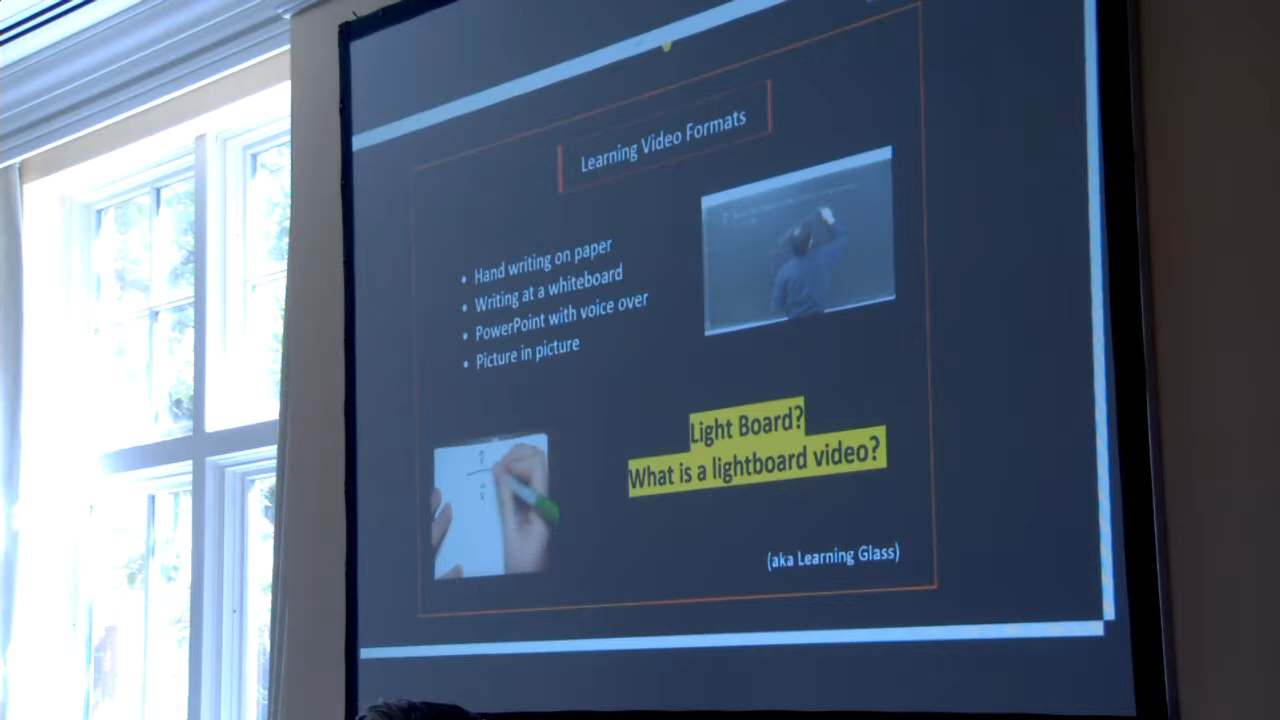 Learning Video Formats
• Hand writing on paper
• Writing at a whiteboard
• PowerPoint with voice over
• Picture in picture
Light Board?
What is a lightboard video?
(aka Learning Glass)